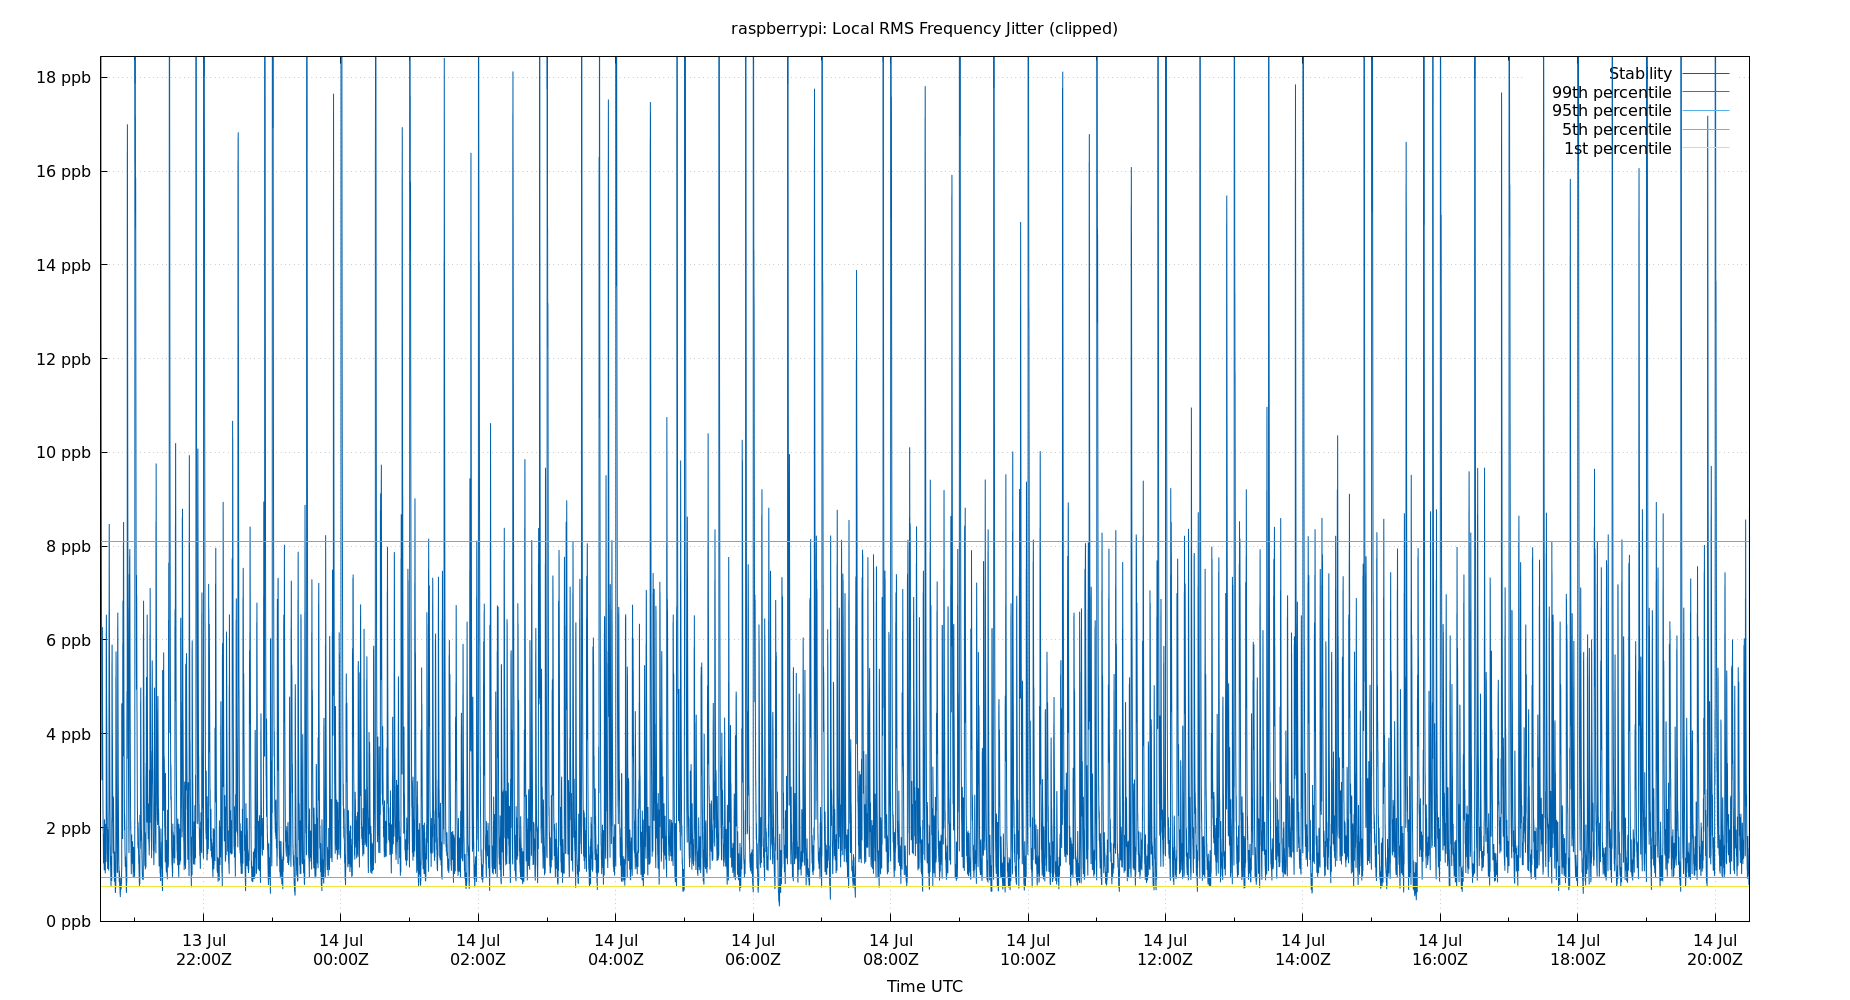 raspberrypi: Local RMS Frequency Jitter (clipped)
18 ppb
16 ppb
14 ppb
12 ppb
10 ppb
8 ppb
6 ppb
4 ppb
2 ppb
0 ppb
Stability
99th percentile
95th percentile
5th percentile
1st percentile
13 Jul
22:00Z
14 Jul
00:00Z
14 Jul
02:00Z
14 Jul
04:00Z
14 Jul
06:00Z
14 Jul
08:00Z
14 Jul
10:00Z
14 Jul
12:00Z
14 Jul
14:00Z
14 Jul
16:00Z
14 Jul
18:00Z
14 Jul
20:00Z
Time UTC